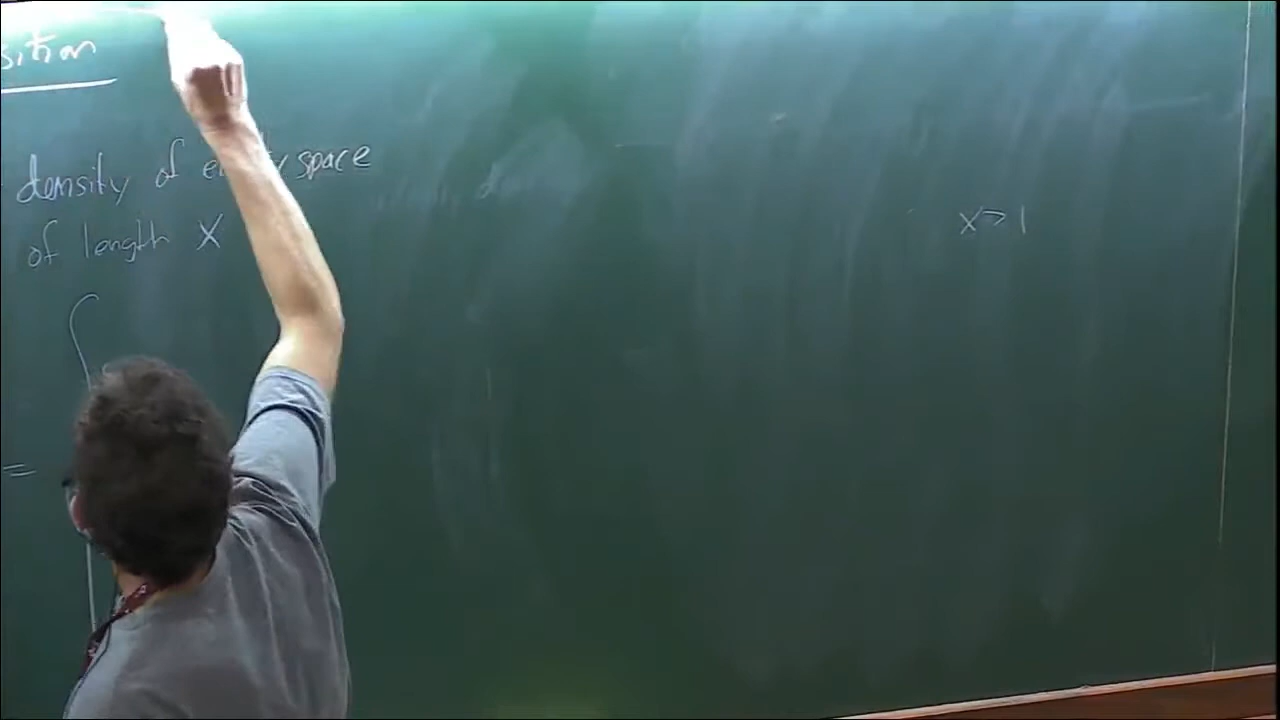 sition
density of space
of length X
=
x > 1